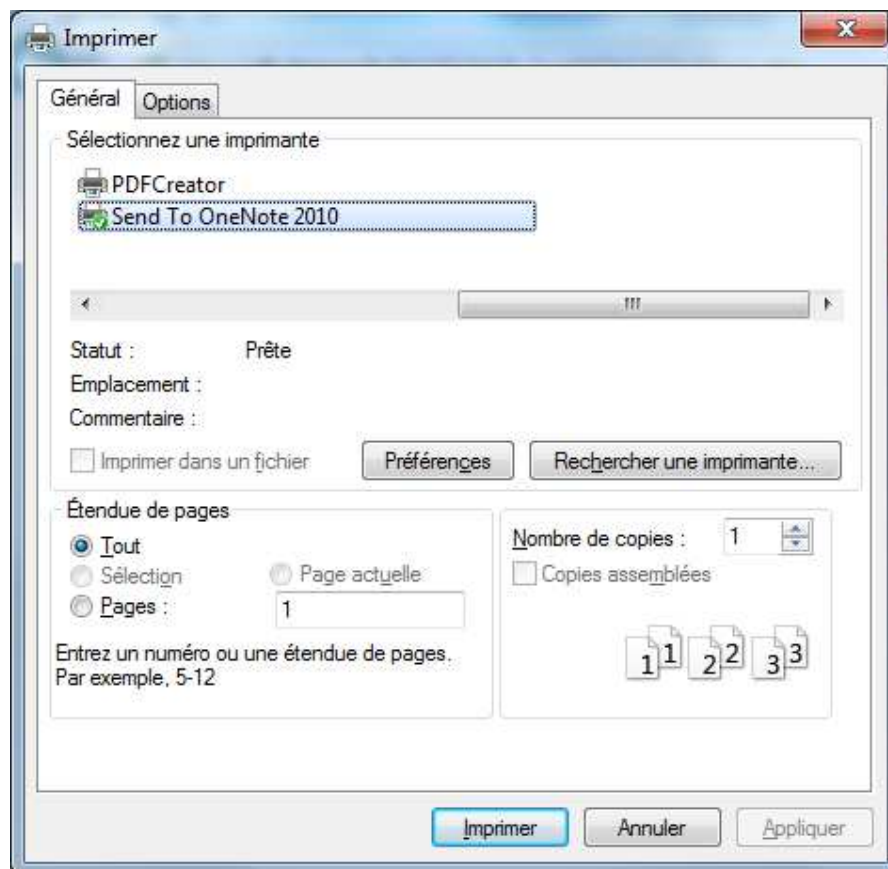 Imprimer
Général Options
Sélectionnez une imprimante
PDFCreator
Send To OneNote 2010
Statut : Prête
Emplacement :
Commentaire :
Imprimer dans un fichier Préférences Rechercher une imprimante...
Étendue de pages
Tout
Sélection Page actuelle
Pages : 1
Entrez un numéro ou une étendue de pages.
Par exemple, 5-12
Nombre de copies : 1
Copies assemblées
1 1 2 2 3 3
Imprimer Annuler Appliquer